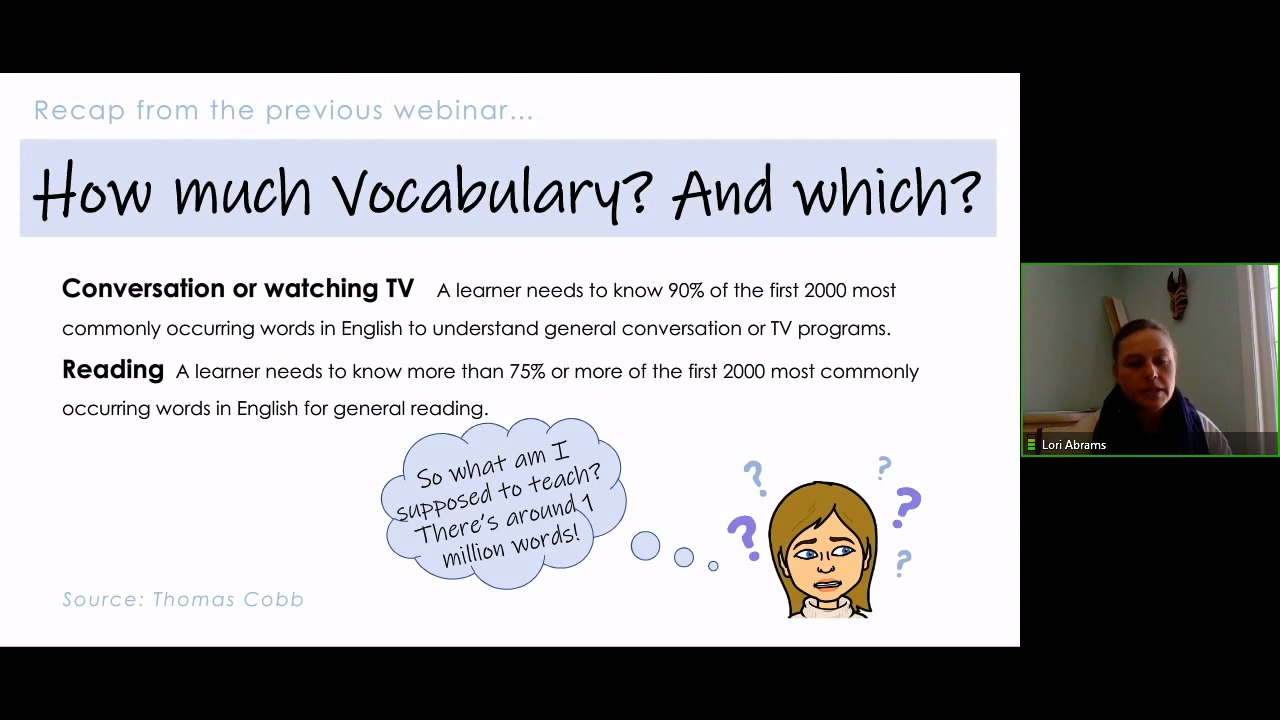 Recap from the previous webinar...
How much Vocabulary? And which?
Conversation or watching TV A learner needs to know 90% of the first 2000 most
commonly occurring words in English to understand general conversation or TV programs.
Reading A learner needs to know more than 75% or more of the first 2000 most commonly
occurring words in English for general reading.
So what am I
supposed to teach?
There's around 1
million words!
? ? ? ? ?
Source: Thomas Cobb
Lori Abrams